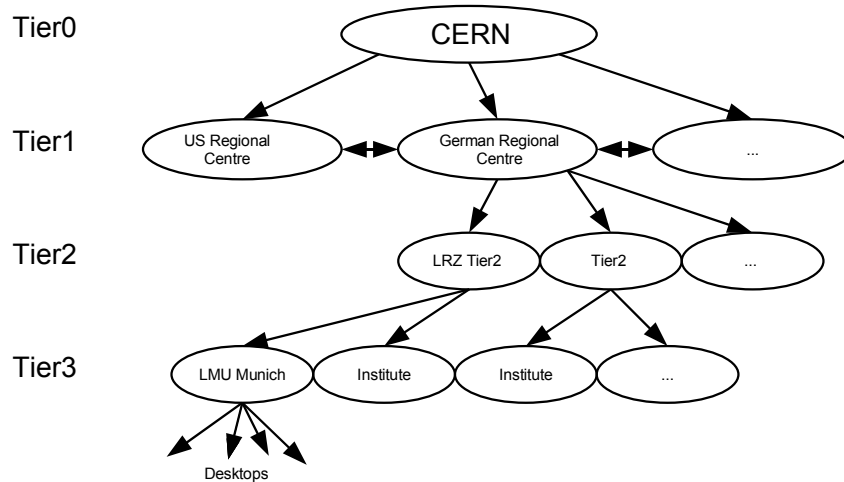 Tier0
CERN
Tier1
US Regional
Centre
German Regional
Centre
...
Tier2
LRZ Tier2
Tier2
...
Tier3
LMU Munich
Institute
Institute
...
Desktops